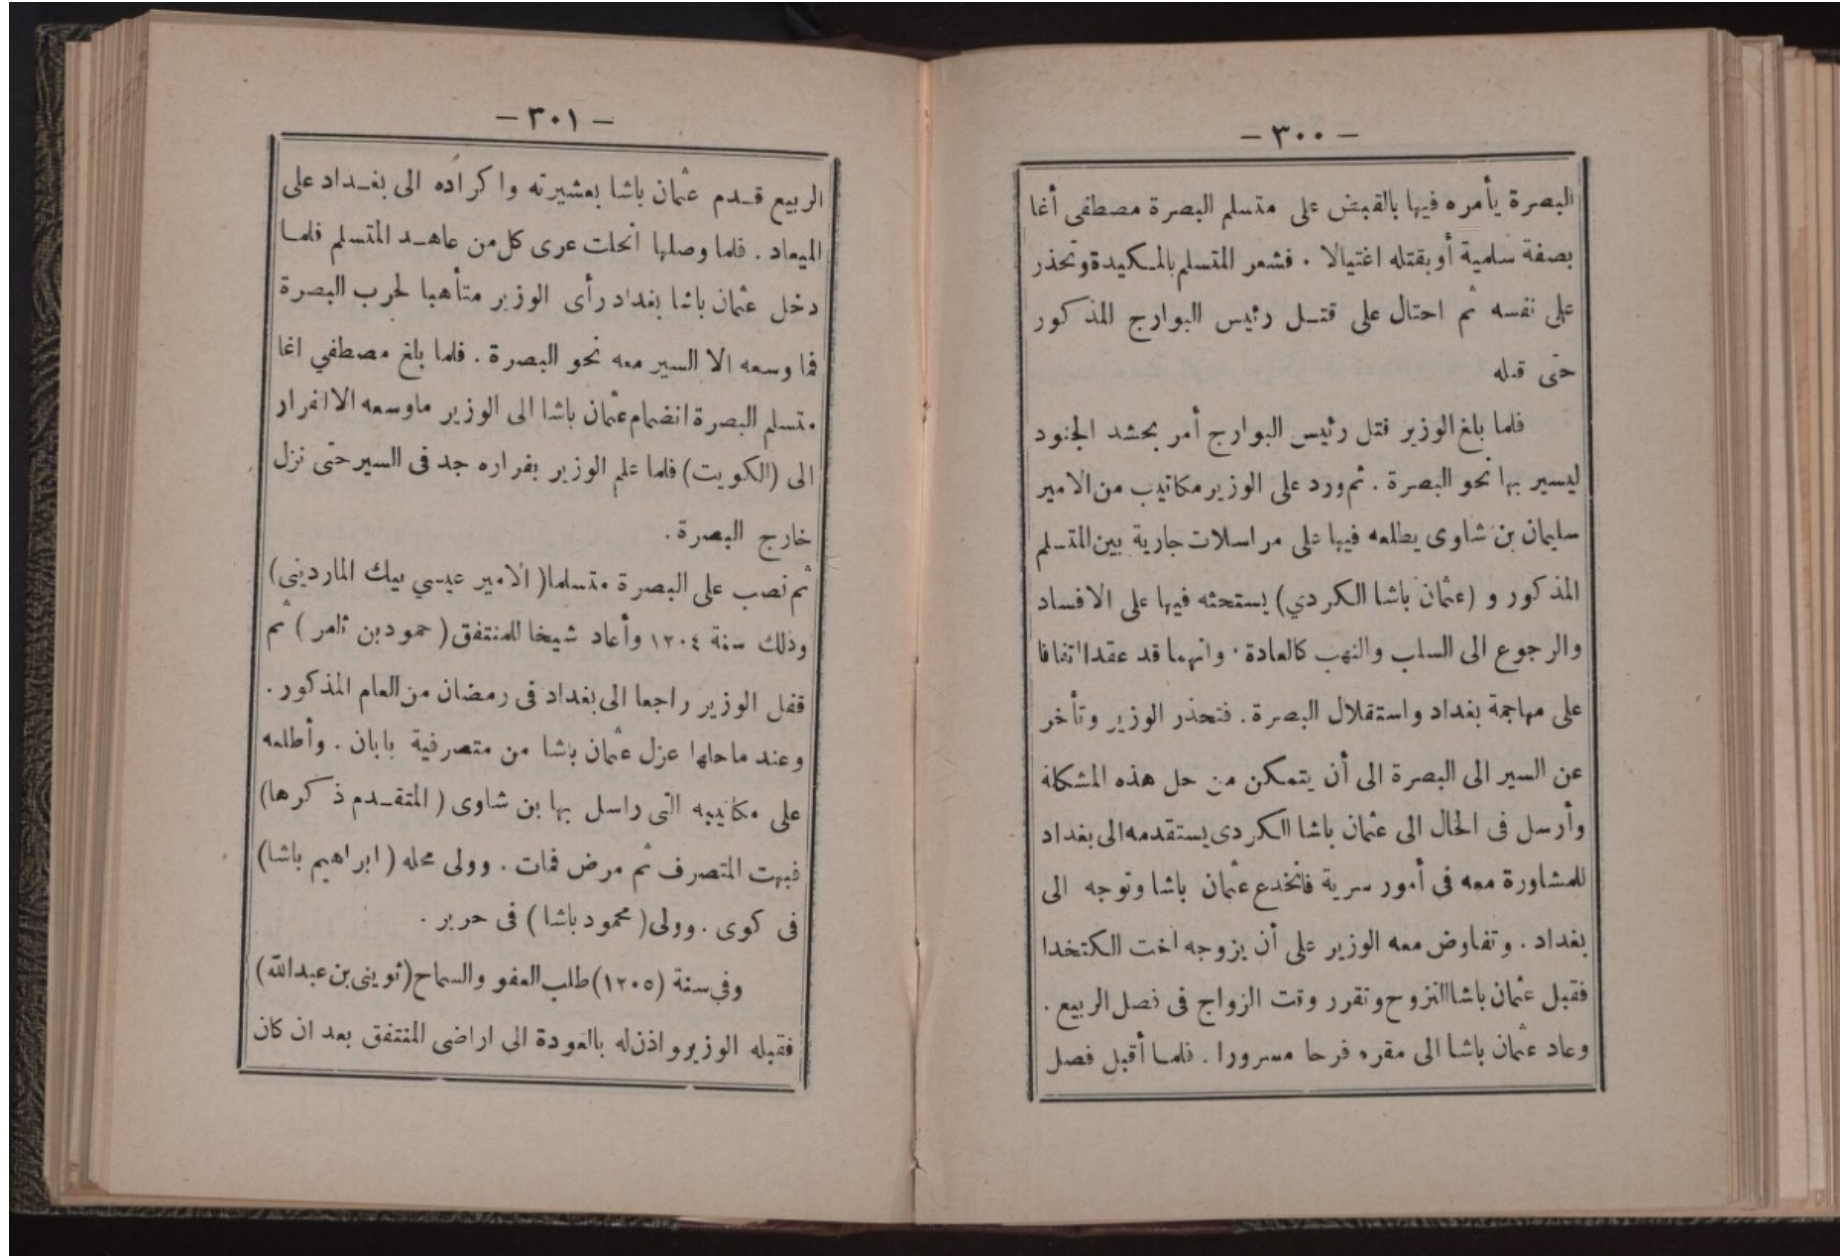 — ٣٠٠ —
البصرة يأمره فيها بالقبض على متسلم البصرة مصطفى أغا
بصفة سلمية أو بقتله اغتيالا . فشعر المتسلم بالمكيدة وتحذر
على نفسه ثم احتال على قتل رئيس البوارج المذكور
حتى قتله
فلما بلغ الوزير قتل رئيس البوارج أمر بحشد الجنود
ليسير بها نحو البصرة . ثم ورد على الوزير مكاتيب من الامير
سليمان بن شاوى يطلعه فيها على مراسلات جارية بين المتسلم
المذكور و (عثمان باشا الكردي) يستحثه فيها على الافساد
والرجوع الى السلب والنهب كالعادة . وانهما قد عقدا اتفاقا
على مهاجمة بغداد واستقلال البصرة . فتحذر الوزير وتأخر
عن السير الى البصرة الى أن يتمكن من حل هذه المشكلة
وأرسل فى الحال الى عثمان باشا الكردى يستقدمه الى بغداد
للمشاورة معه فى أمور سرية فانخدع عثمان باشا وتوجه الى
بغداد . وتفاوض معه الوزير على أن يزوجه اخت الكتخدا
فقبل عثمان باشا التزوج وتقرر وقت الزواج فى فصل الربيع .
وعاد عثمان باشا الى مقره فرحا مسرورا . فلما أقبل فصل
— ٣٠١ —
الربيع قدم عثمان باشا بعشيرته واكراده الى بغداد على
الميعاد . فلما وصلها انحلت عرى كل من عاهد المتسلم فلما
دخل عثمان باشا بغداد رأى الوزير متأهبا لحرب البصرة
فما وسعه الا السير معه نحو البصرة . فلما بلغ مصطفي اغا
متسلم البصرة انضمام عثمان باشا الى الوزير ماوسعه الا الفرار
الى (الكويت) فلما علم الوزير بفراره جد فى السير حتى نزل
خارج البصرة .
ثم نصب على البصرة متسلما (الامير عيسي بيك الماردينى)
وذلك سنة ١٢٠٤ وأعاد شيخا للمنتفق (حمود بن ثامر) ثم
قفل الوزير راجعا الى بغداد فى رمضان من العام المذكور .
وعند ماحلها عزل عثمان باشا من متصرفية بابان . وأطلعه
على مكاتيبه التى راسل بها بن شاوى (المتقدم ذكرها)
فبهت المتصرف ثم مرض فمات . وولى محله (ابراهيم باشا)
فى كوى . وولى (محمود باشا) فى حرير .
وفي سنة (١٢٠٥) طلب العفو والسماح (ثوينى بن عبدالله)
فقبله الوزير واذن له بالعودة الى اراضى المنتفق بعد ان كان